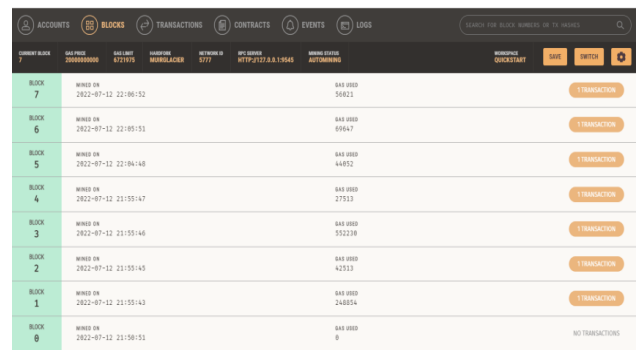 ACCOUNTS BLOCKS TRANSACTIONS CONTRACTS EVENTS LOGS SEARCH FOR BLOCK NUMBERS OR TX HASHES
CURRENT BLOCK GAS PRICE GAS LIMIT HARDFORK NETWORK ID RPC SERVER MINING STATUS WORKSPACE
7 20000000000 6721975 MUIRGLACIER 5777 HTTP://127.0.0.1:9545 AUTOMINING QUICKSTART SAVE SWITCH
BLOCK MINED ON GAS USED
7 2022-07-12 22:06:52 56021 1 TRANSACTION
BLOCK MINED ON GAS USED
6 2022-07-12 22:05:51 69647 1 TRANSACTION
BLOCK MINED ON GAS USED
5 2022-07-12 22:04:48 44052 1 TRANSACTION
BLOCK MINED ON GAS USED
4 2022-07-12 21:55:47 27513 1 TRANSACTION
BLOCK MINED ON GAS USED
3 2022-07-12 21:55:46 552230 1 TRANSACTION
BLOCK MINED ON GAS USED
2 2022-07-12 21:55:45 42513 1 TRANSACTION
BLOCK MINED ON GAS USED
1 2022-07-12 21:55:43 248854 1 TRANSACTION
BLOCK MINED ON GAS USED
0 2022-07-12 21:50:51 0 NO TRANSACTIONS